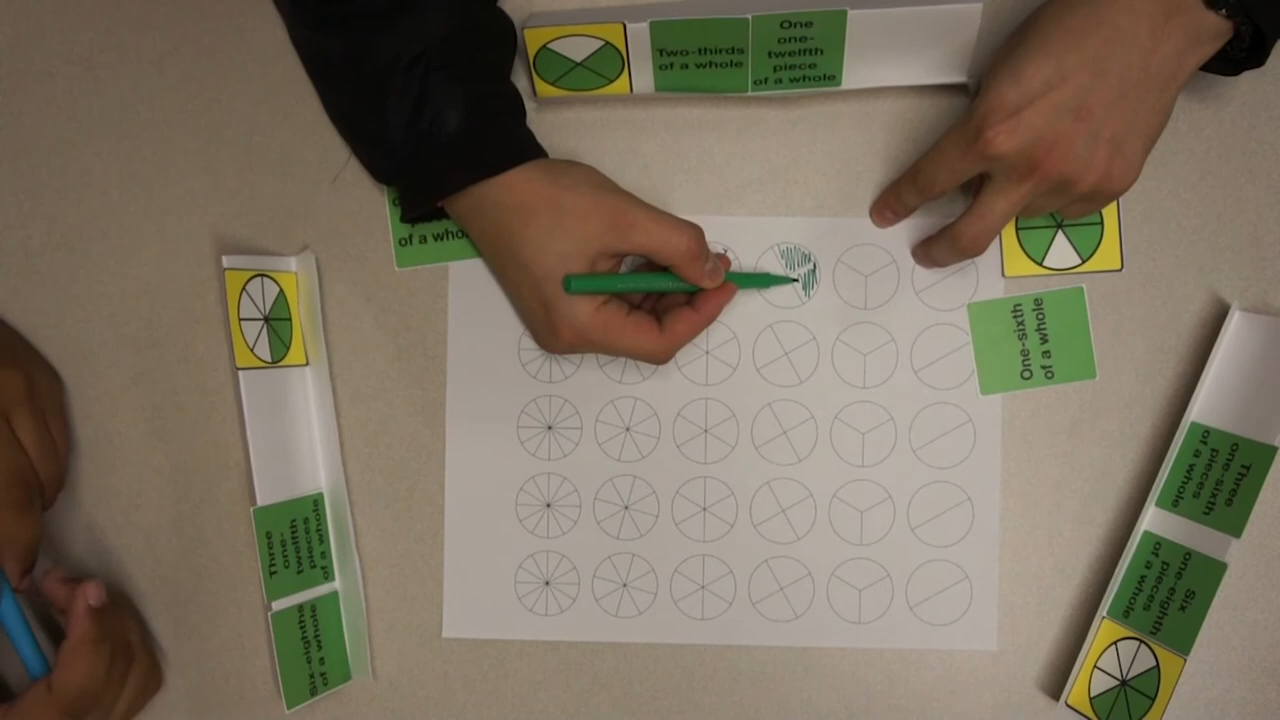 Two-thirds
of a whole
One
one-
twelfth
piece
of a whole
of a whole
One-sixth
of a whole
Three
one-
twelfth
pieces
of a whole
Six-eighths
of a whole
Three
one-sixth
pieces
of a whole
Six
one-eighth
pieces
of a whole